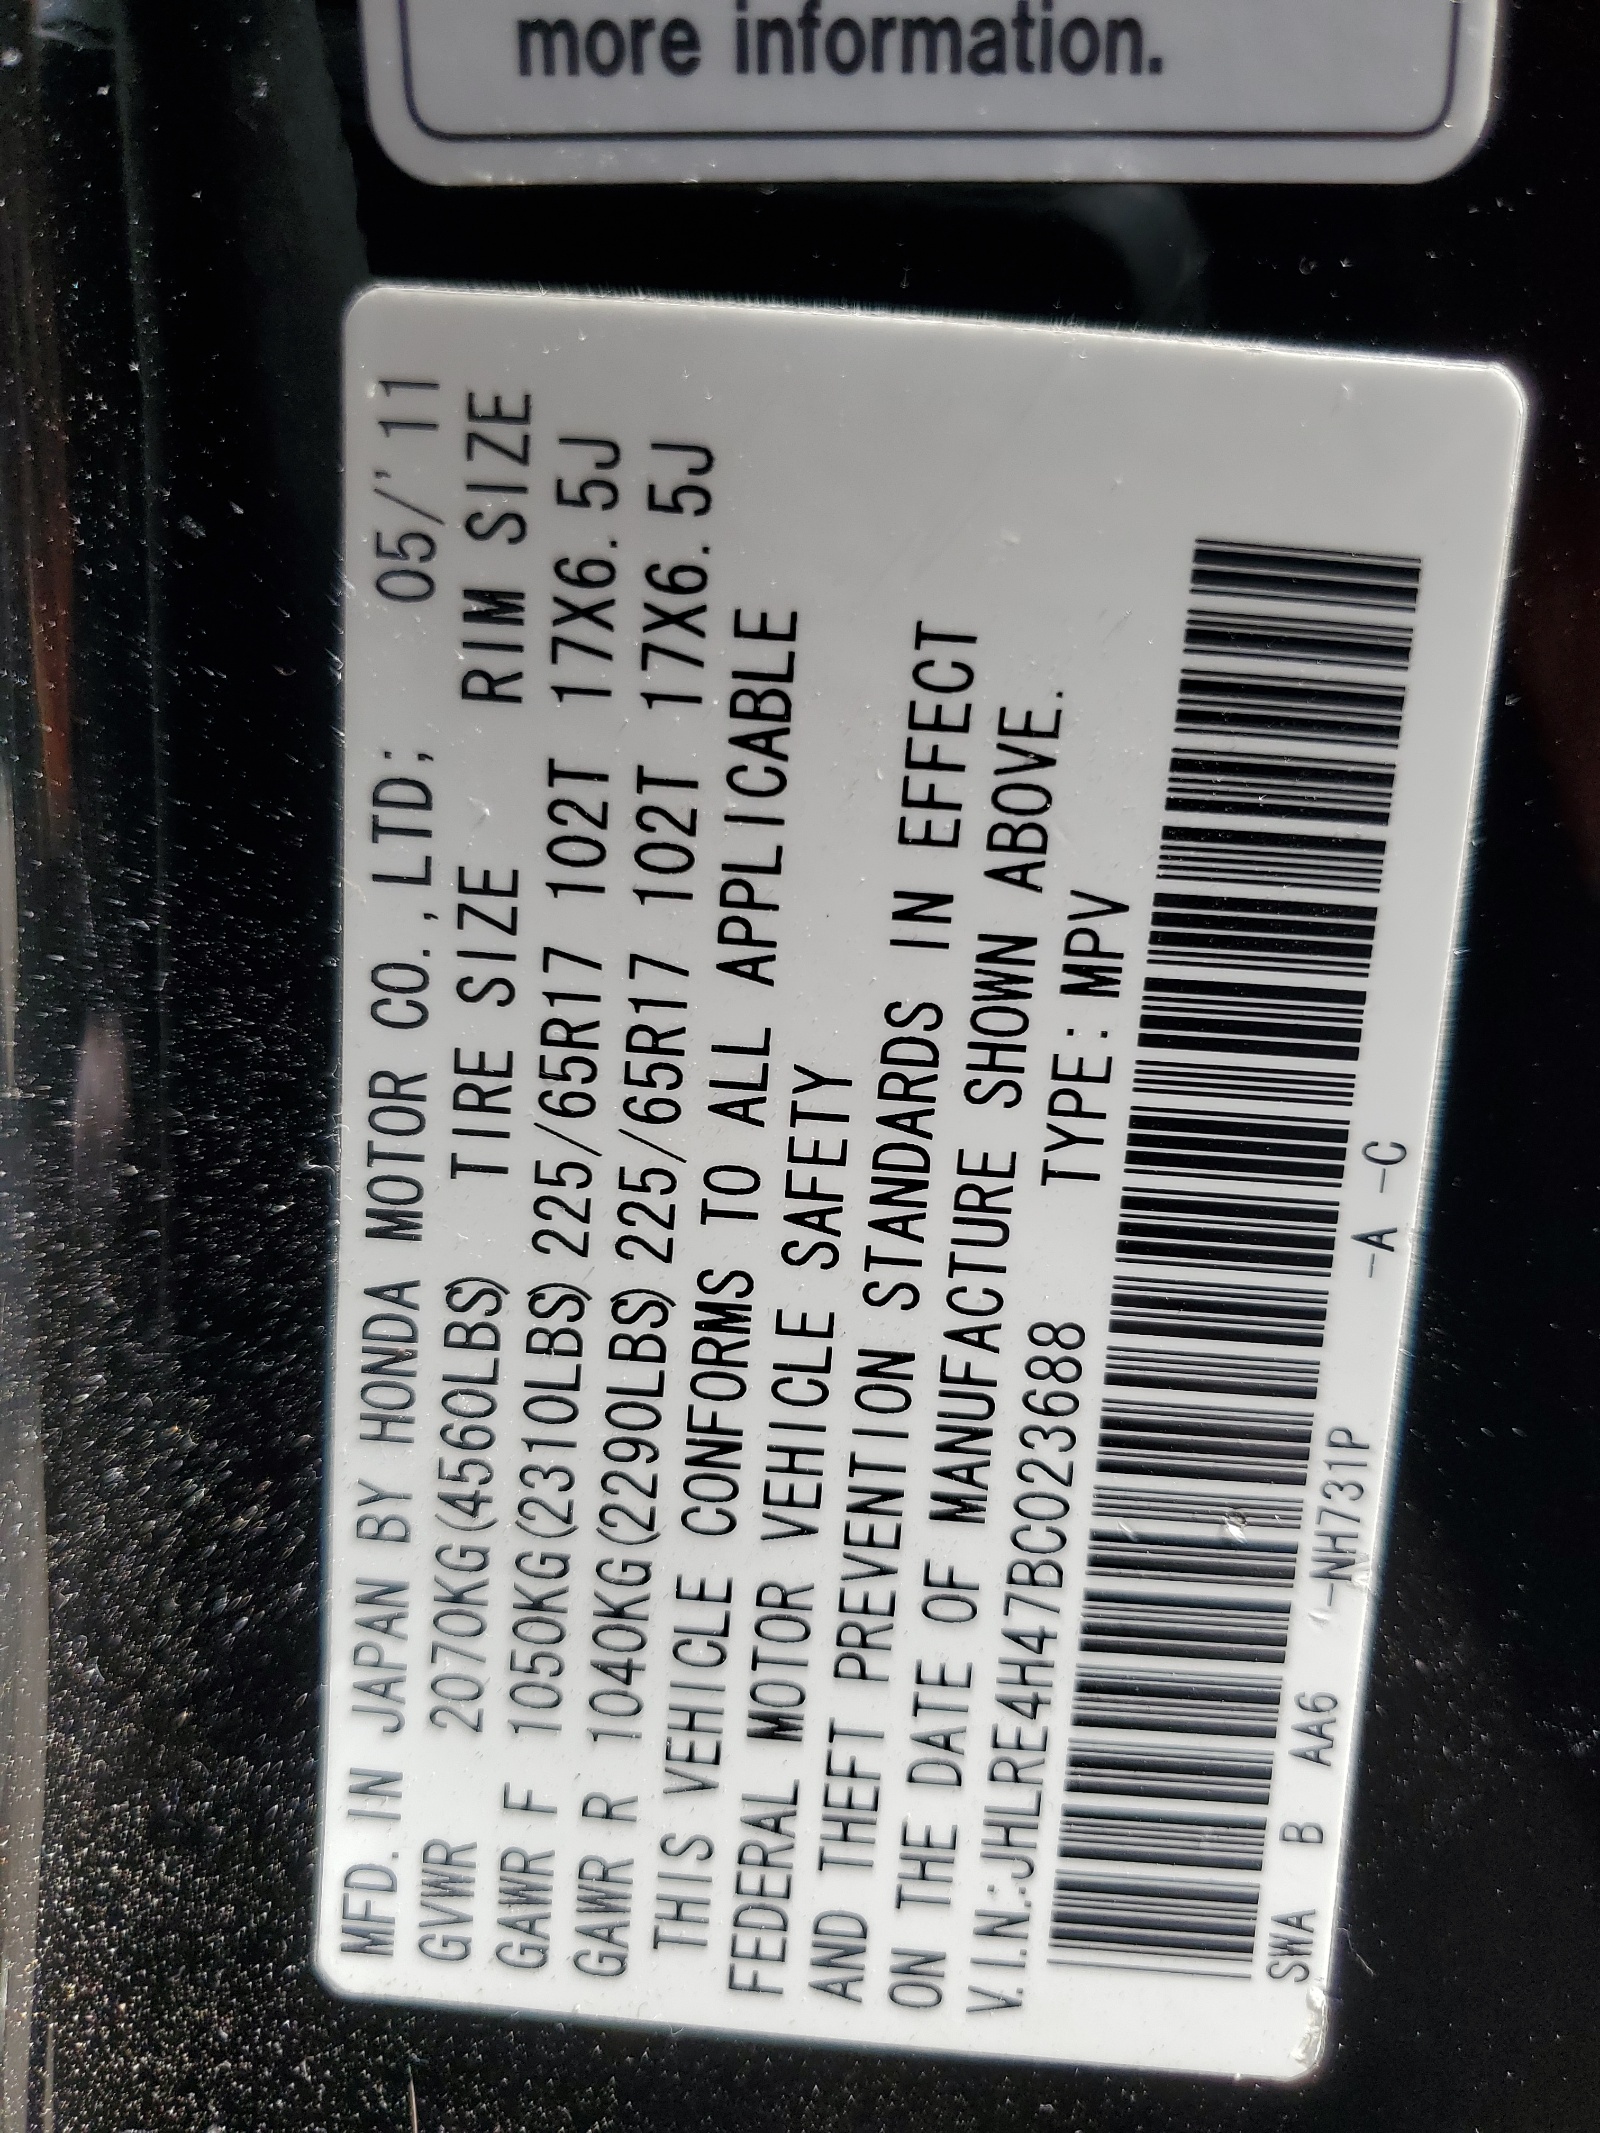 more information.
MFD. IN JAPAN BY HONDA MOTOR CO.,LTD; 05/'11
GVWR 2070KG(4560LBS) TIRE SIZE RIM SIZE
GAWR F 1050KG(2310LBS) 225/65R17 102T 17X6.5J
GAWR R 1040KG(2290LBS) 225/65R17 102T 17X6.5J
THIS VEHICLE CONFORMS TO ALL APPLICABLE
FEDERAL MOTOR VEHICLE SAFETY
AND THEFT PREVENTION STANDARDS IN EFFECT
ON THE DATE OF MANUFACTURE SHOWN ABOVE.
V.I.N.:JHLRE4H47BC023688 TYPE:MPV
SWA B AA6 -NH731P -A -C